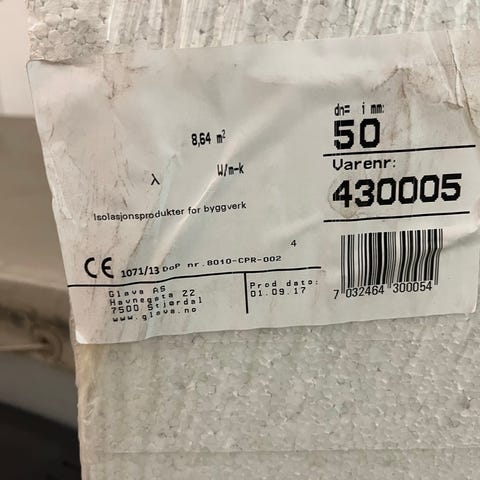 dn= i mm:
50
8,64 m²
λ W/m-k
Varenr:
430005
Isolasjonsprodukter for byggverk
4
CE 1071/13 DoP nr.8010-CPR-002
Glava AS
Havnegata 22
7500 Stjørdal
www.glava.no
Prod dato:
01.09.17
7 032464 300054